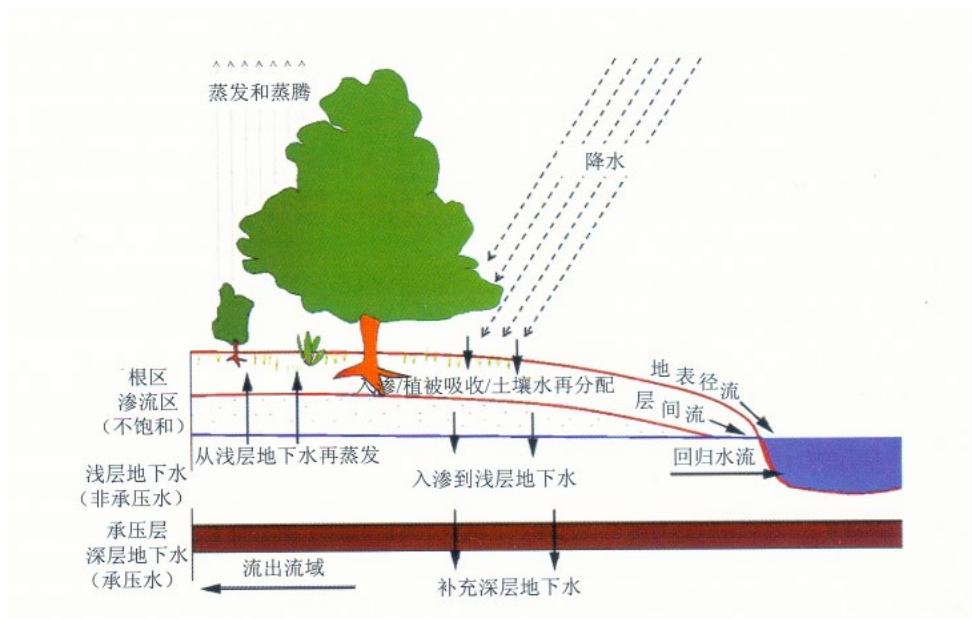 蒸发和蒸腾
降水
根区
渗流区
（不饱和）
入渗/植被吸收/土壤水再分配
地表径流
层间流
从浅层地下水再蒸发
回归水流
浅层地下水
（非承压水）
入渗到浅层地下水
承压层
深层地下水
（承压水）
流出流域
补充深层地下水